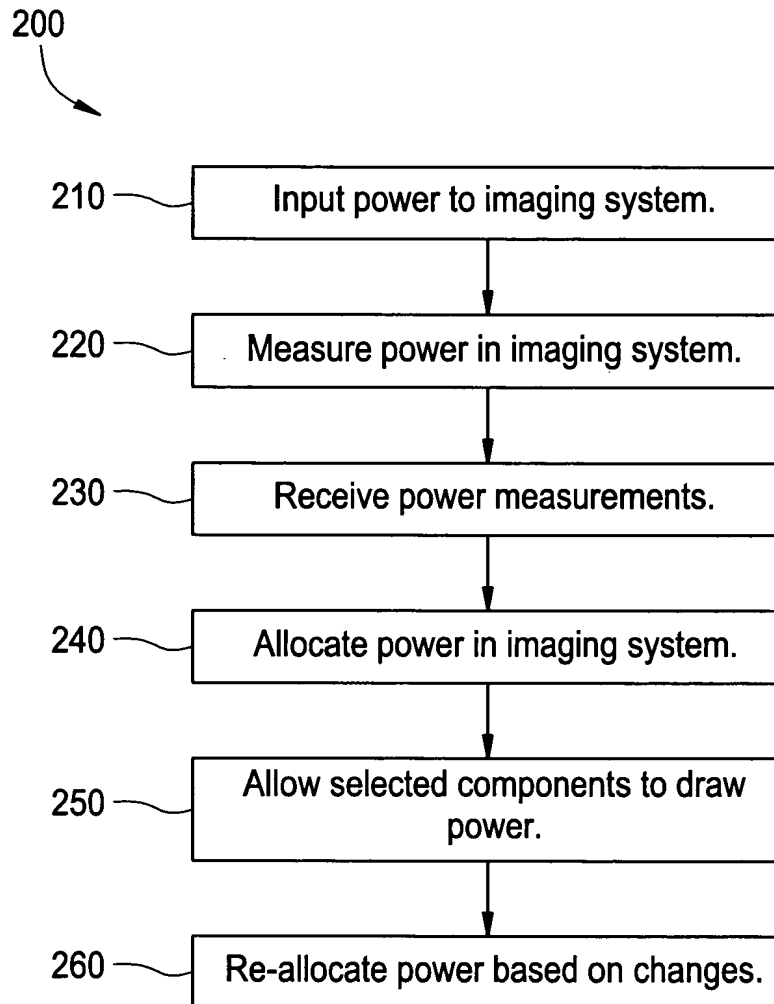 200
210 Input power to imaging system.
220 Measure power in imaging system.
230 Receive power measurements.
240 Allocate power in imaging system.
250 Allow selected components to draw
power.
260 Re-allocate power based on changes.